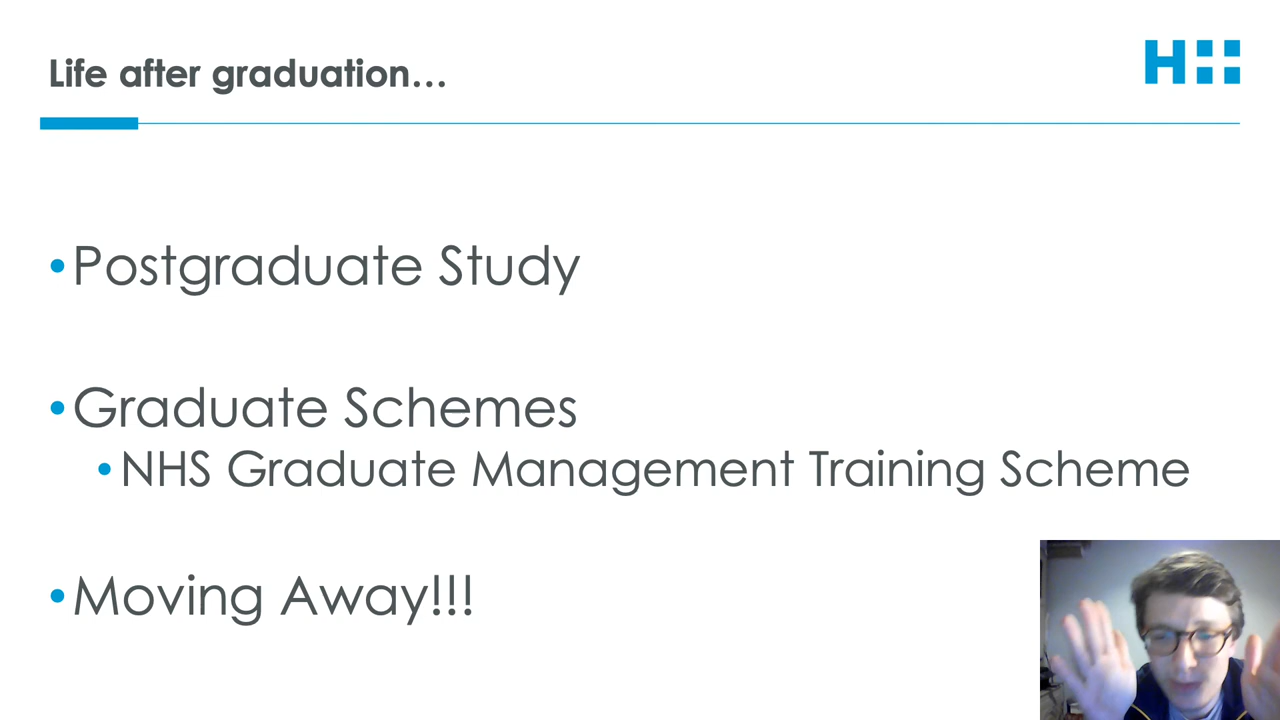 Life after graduation...
H
• Postgraduate Study
• Graduate Schemes
• NHS Graduate Management Training Scheme
• Moving Away!!!